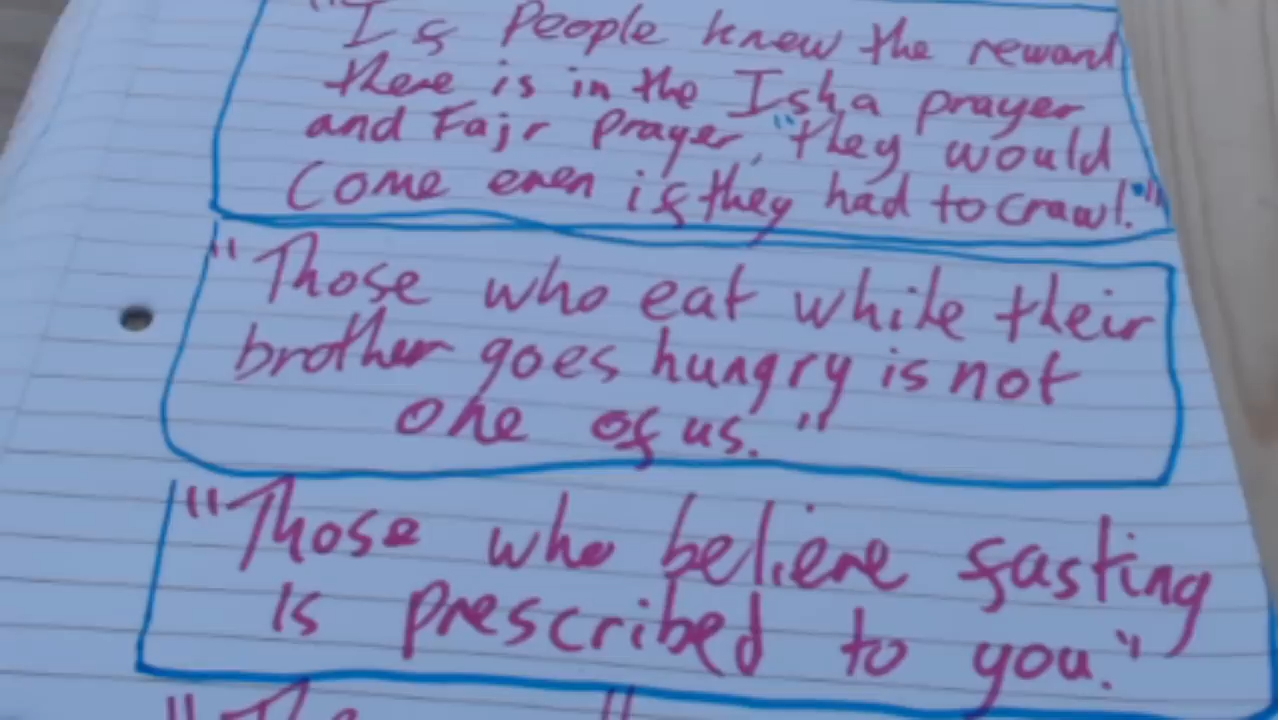 "If People knew the reward
there is in the Isha prayer
and Fajr Prayer, "they would
Come even if they had to crawl.""
"Those who eat while their
brother goes hungry is not
one of us."
"Those who believe fasting
is prescribed to you."
"The